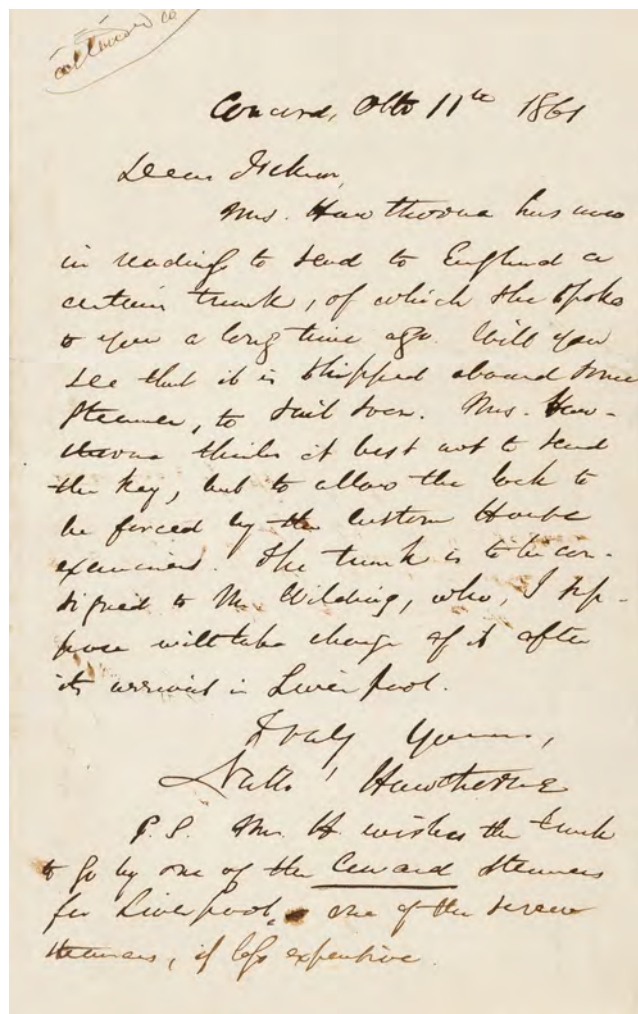 Concord, Octo 11th 1861
Dear Ticknor,
Mrs. Hawthorne has now
in readiness to send to England a
certain trunk, of which she spoke
to you a long time ago. Will you
see that it is shipped aboard some
steamer, to sail soon. Mrs. Haw-
thorne thinks it best not to send
the key, but to allow the lock to
be forced by the Custom House
examiners. The trunk is to be con-
signed to Mr. Wilding, who, I sup-
pose will take charge of it after
its arrival in Liverpool.
Truly Yours,
Nathl Hawthorne
P.S. Mrs. H wishes the trunk
to go by one of the Cunard steamers
for Liverpool, one of the screw
steamers, if less expensive.